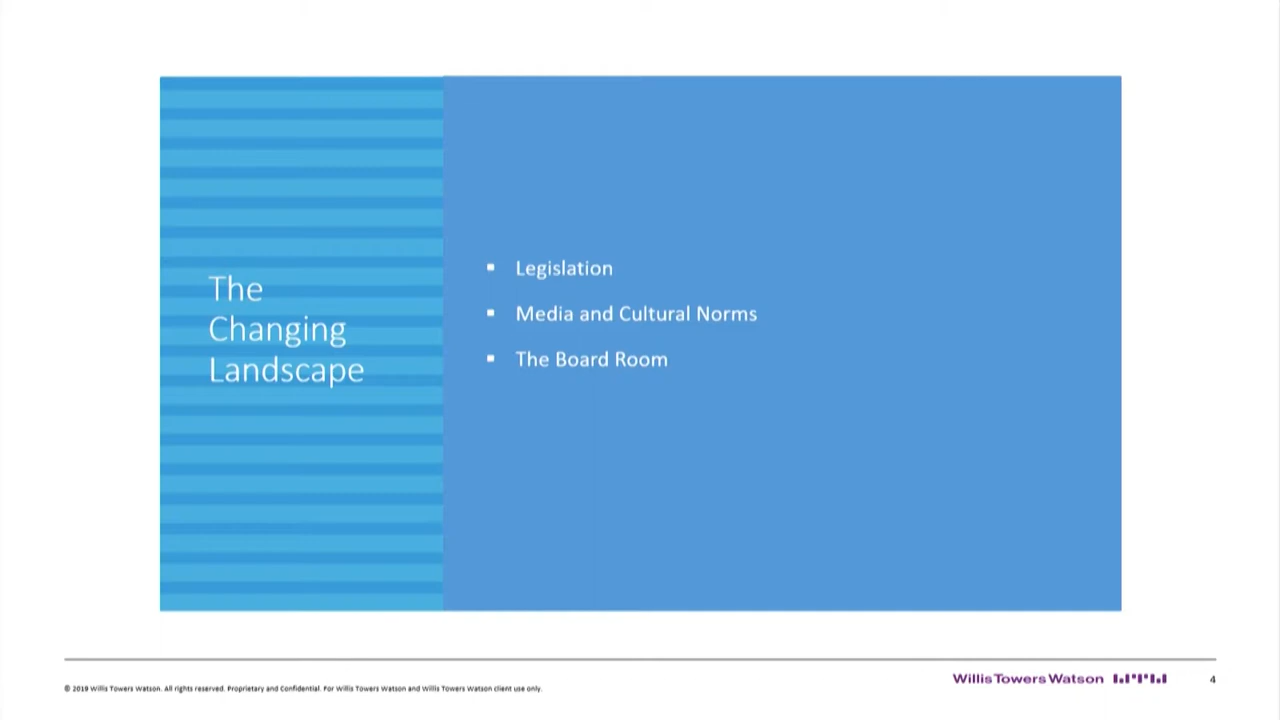 The
Changing
Landscape
Legislation
Media and Cultural Norms
The Board Room
© 2019 Willis Towers Watson. All rights reserved. Proprietary and Confidential. For Willis Towers Watson and Willis Towers Watson client use only.
Willis Towers Watson
4